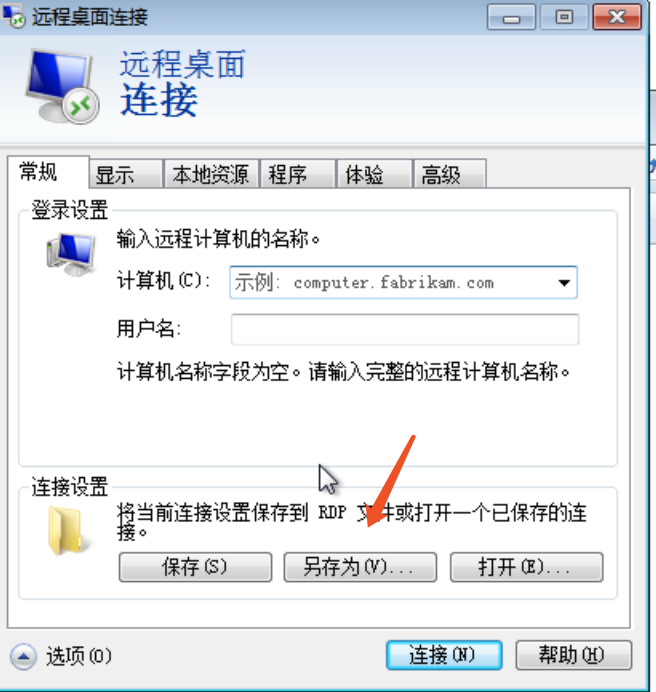 远程桌面连接
远程桌面
连接
常规 显示 本地资源 程序 体验 高级
登录设置
输入远程计算机的名称。
计算机(C): 示例: computer.fabrikam.com
用户名:
计算机名称字段为空。请输入完整的远程计算机名称。
连接设置
将当前连接设置保存到 RDP 文件或打开一个已保存的连
接。
保存(S) 另存为(V)... 打开(E)...
选项(O) 连接(N) 帮助(H)